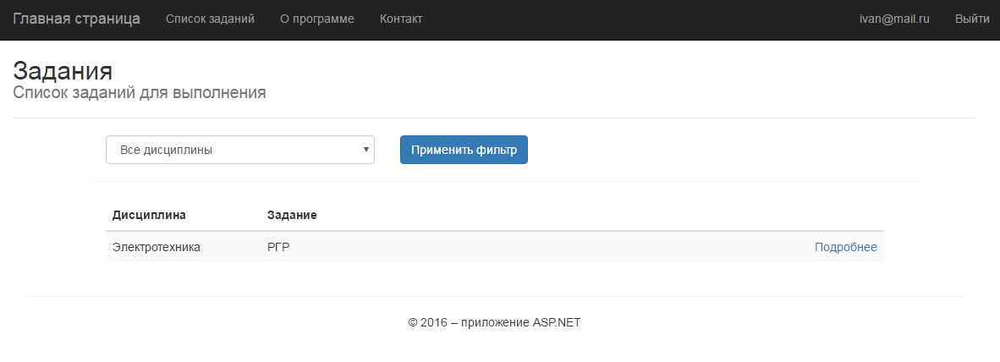 Главная страница Список заданий О программе Контакт ivan@mail.ru Выйти
Задания
Список заданий для выполнения
Все дисциплины Применить фильтр
Дисциплина Задание
Электротехника РГР Подробнее
© 2016 – приложение ASP.NET